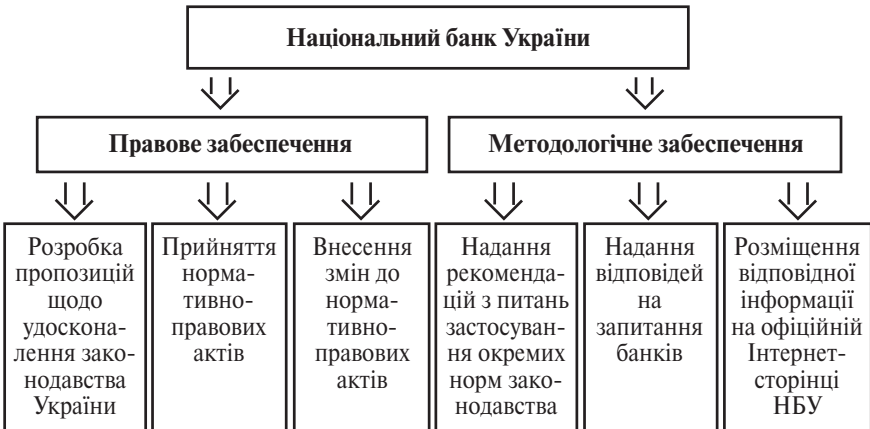 Національний банк України
Правове забеспечення
Методологічне забеспечення
Розробка
пропозицій
щодо
удоскона-
лення зако-
нодавства
України
Прийняття
норма-
тивно-
правових
актів
Внесення
змін до
норма-
тивно-
правових
актів
Надання
рекоменда-
цій з питань
застосуван-
ня окремих
норм зако-
нодавства
Надання
відповідей
на
запитання
банків
Розміщення
відповідної
інформації
на офіційній
Інтернет-
сторінці
НБУ